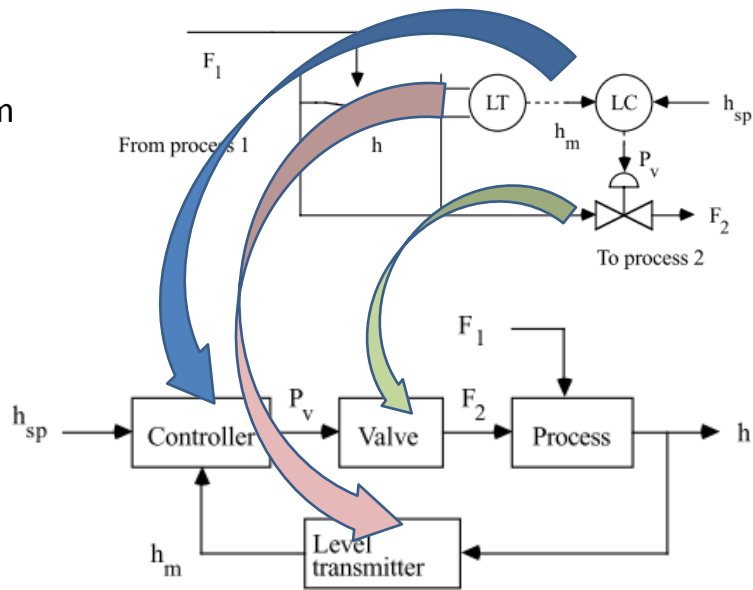 F1
m
LT
LC
hsp
hm
From process 1
h
Pv
F2
To process 2
F1
hsp
Controller
Pv
Valve
F2
Process
h
hm
Level
transmitter